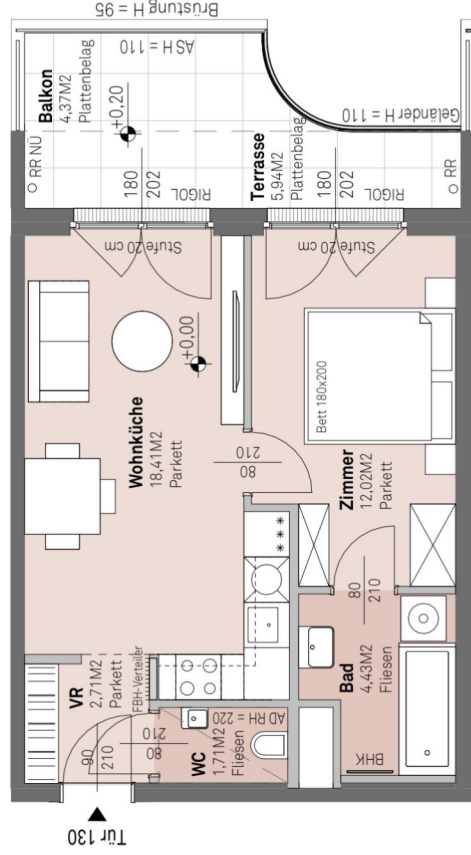 Brüstung H = 95
ASH = 110
Balkon
4,37M2
Plattenbelag
+0,20
RR NÜ
180
202
RIGOL
Terrasse
5,94M2
Plattenbelag
Geländer H = 110
180
202
RIGOL
RR
Stufe 20 cm
Stufe 20 cm
+0,00
Wohnküche
18,41M2
Parkett
Bett 180x200
80
210
Zimmer
12,02M2
Parkett
80
210
VR
2,71M2
Parkett
FBH-Verteiler
90
210
80
210
WC
1,71M2
Fliesen
AD RH = 220
Bad
4,43M2
Fliesen
BHK
Tür 130